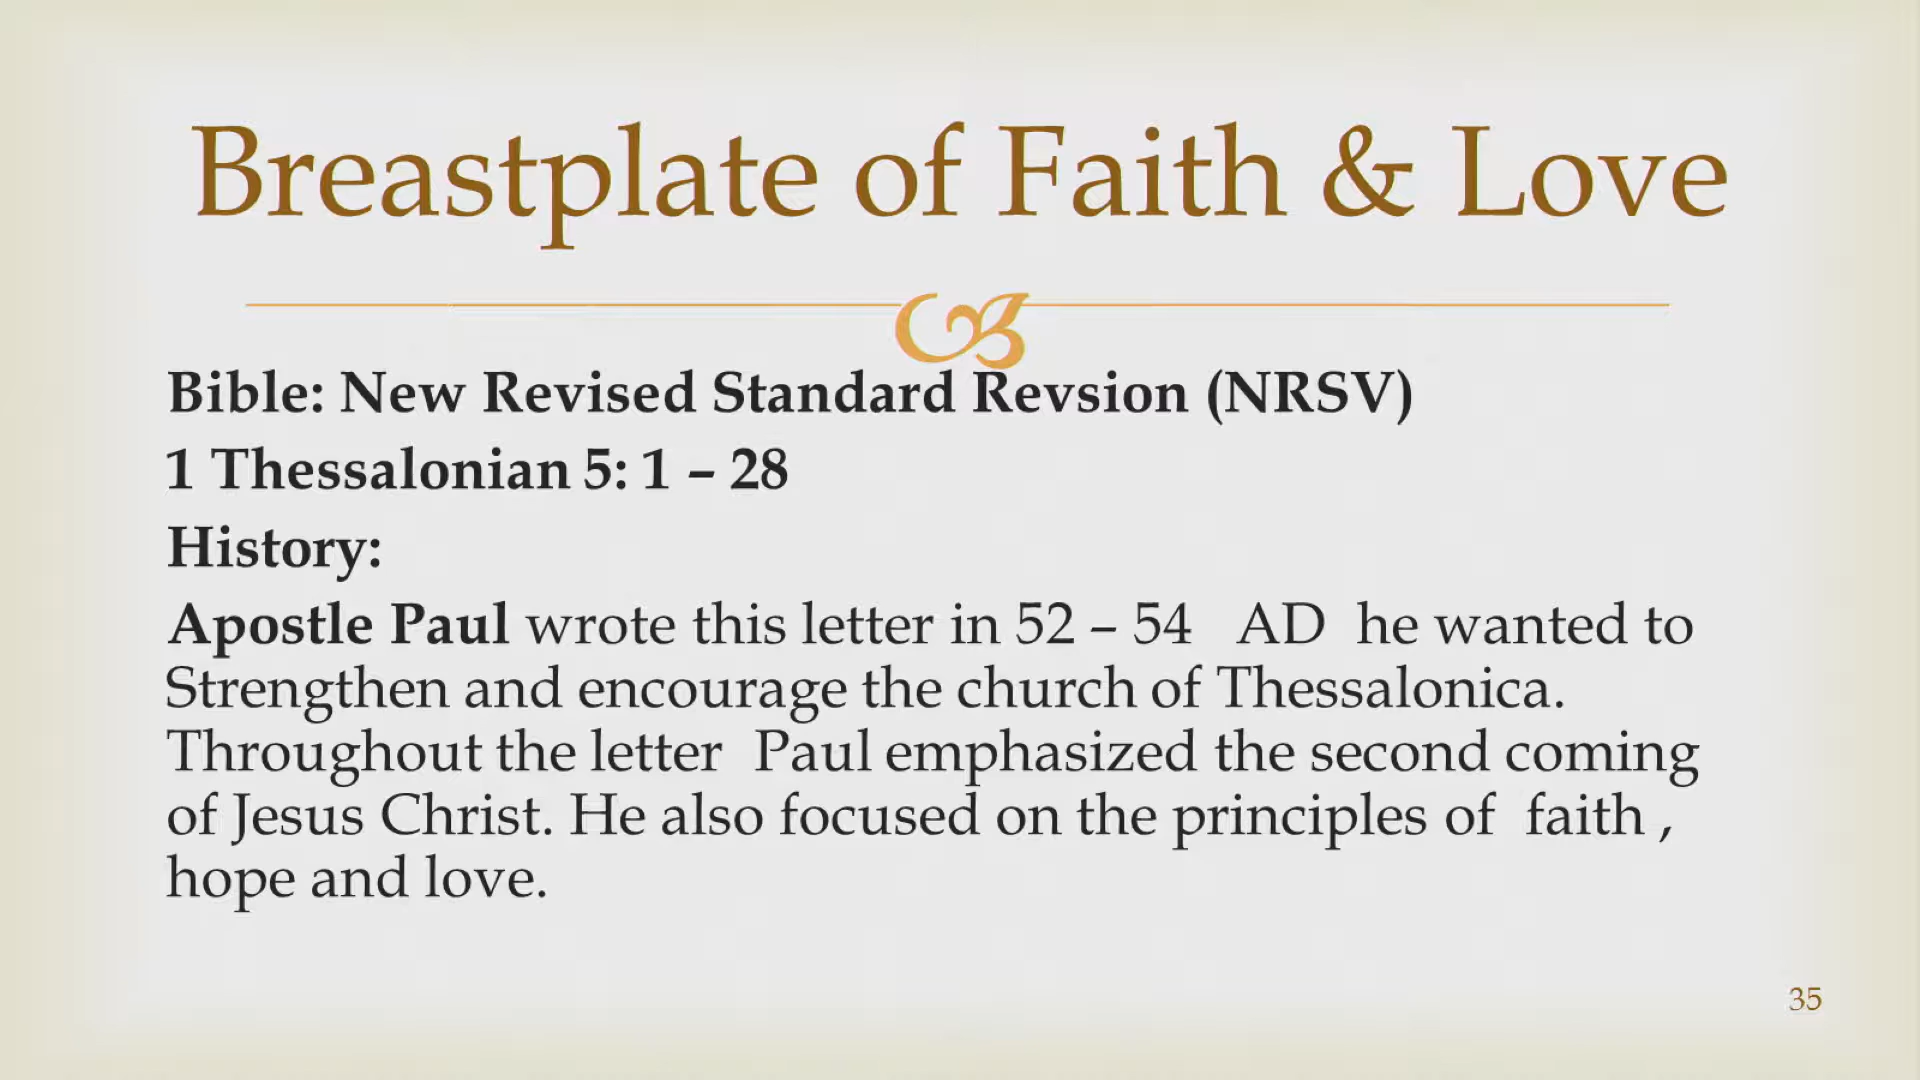 Breastplate of Faith & Love
Bible: New Revised Standard Revsion (NRSV)
1 Thessalonian 5: 1 – 28
History:
Apostle Paul wrote this letter in 52 – 54 AD he wanted to
Strengthen and encourage the church of Thessalonica.
Throughout the letter Paul emphasized the second coming
of Jesus Christ. He also focused on the principles of faith ,
hope and love.
35